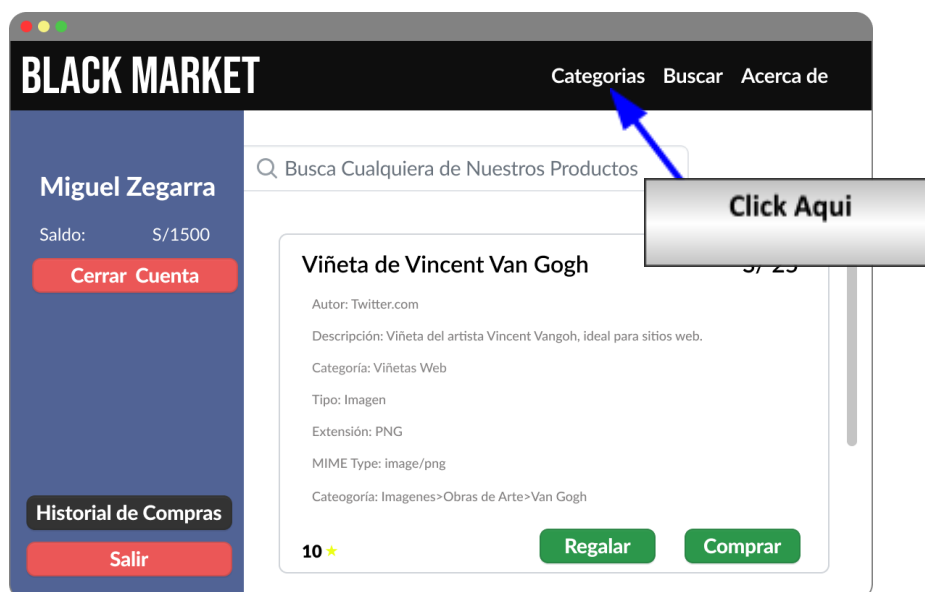 BLACK MARKET
Categorias Buscar Acerca de
Busca Cualquiera de Nuestros Productos
Click Aqui
Miguel Zegarra
Saldo: S/1500
Cerrar Cuenta
Historial de Compras
Salir
Viñeta de Vincent Van Gogh
S/ 25
Autor: Twitter.com
Descripción: Viñeta del artista Vincent Vangoh, ideal para sitios web.
Categoría: Viñetas Web
Tipo: Imagen
Extensión: PNG
MIME Type: image/png
Cateogoría: Imagenes>Obras de Arte>Van Gogh
10
Regalar
Comprar